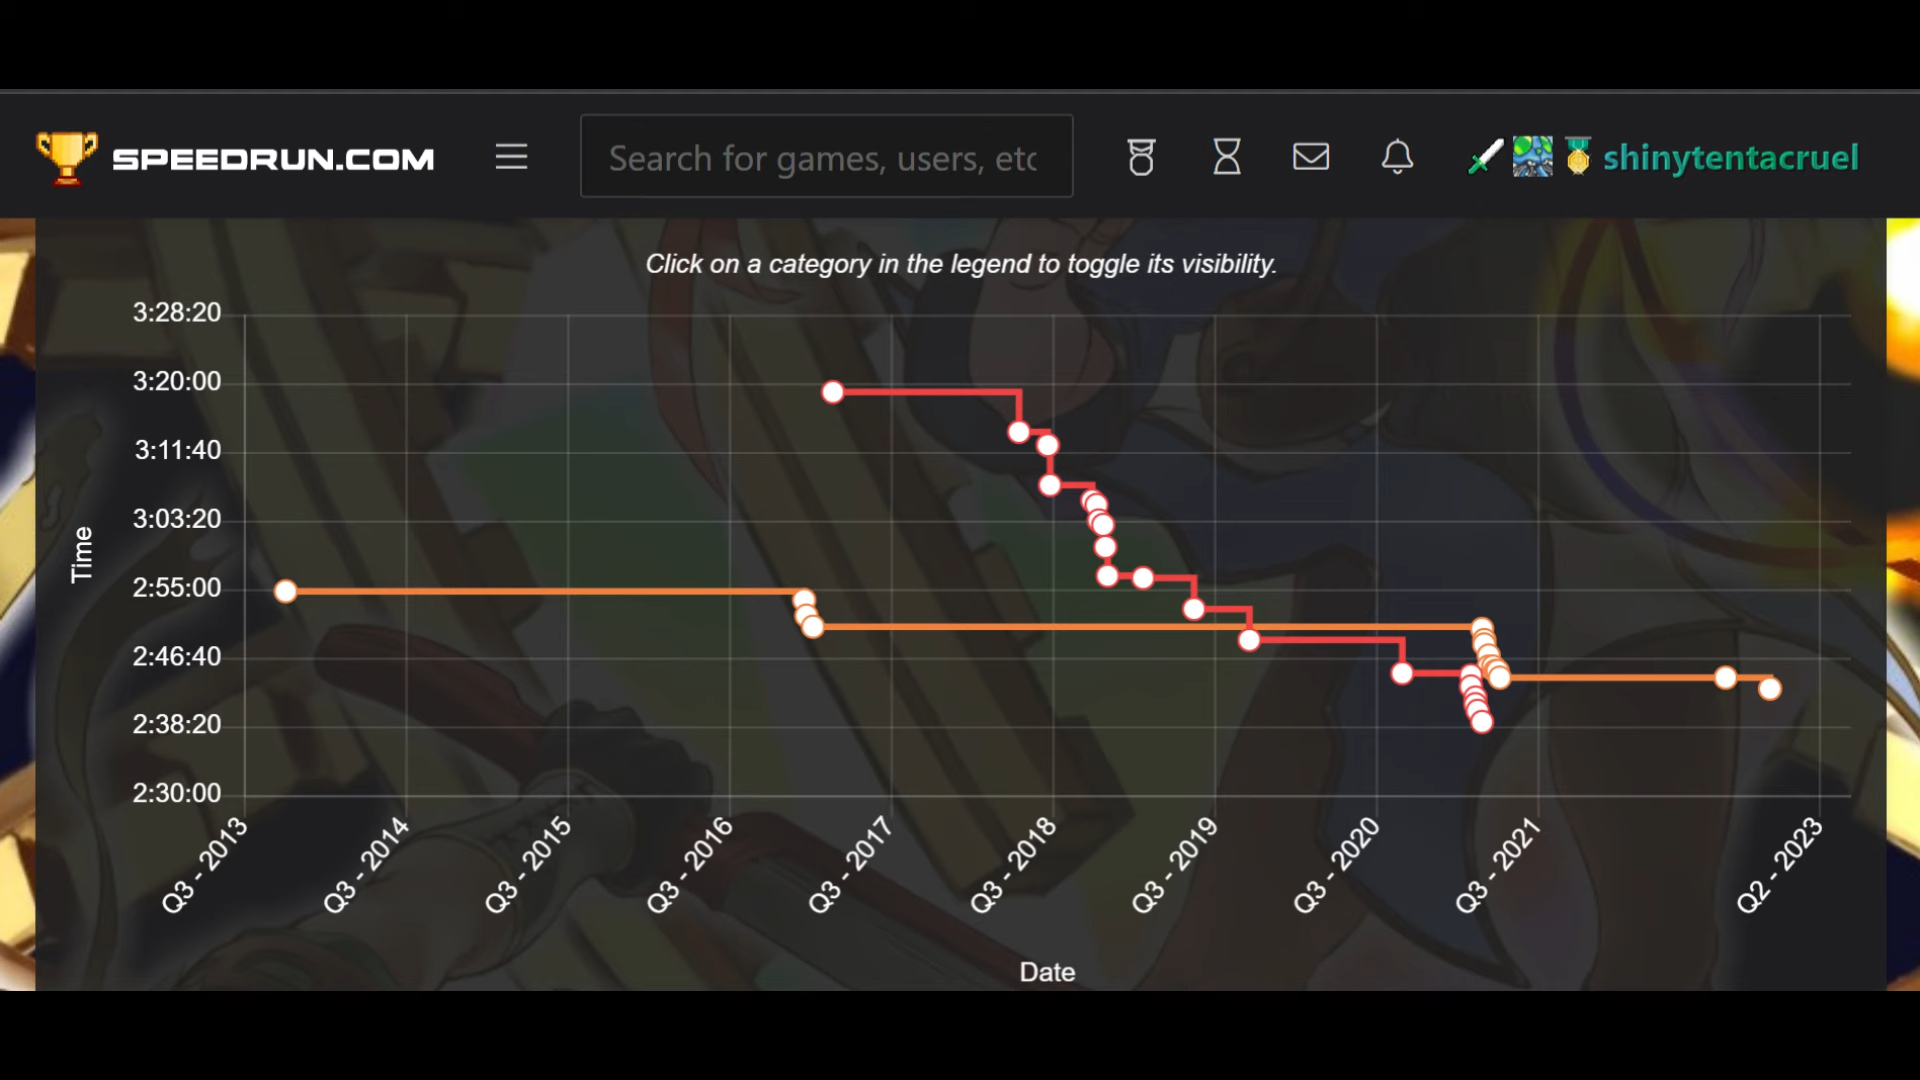 SPEEDRUN.COM
Search for games, users, etc
shinytentacruel
Click on a category in the legend to toggle its visibility.
3:28:20
3:20:00
3:11:40
3:03:20
2:55:00
2:46:40
2:38:20
2:30:00
Time
Q3 - 2013
Q3 - 2014
Q3 - 2015
Q3 - 2016
Q3 - 2017
Q3 - 2018
Q3 - 2019
Q3 - 2020
Q3 - 2021
Q2 - 2023
Date